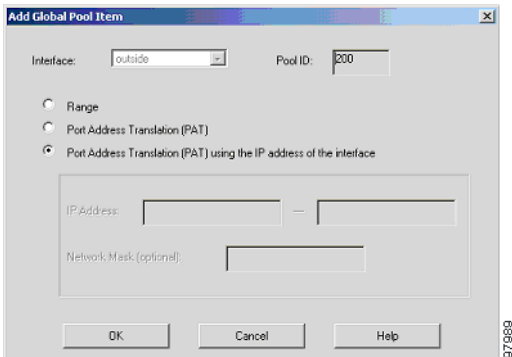 Add Global Pool Item
Interface: outside Pool ID: 200
Range
Port Address Translation (PAT)
Port Address Translation (PAT) using the IP address of the interface
IP Address: —
Network Mask (optional):
OK Cancel Help
97989